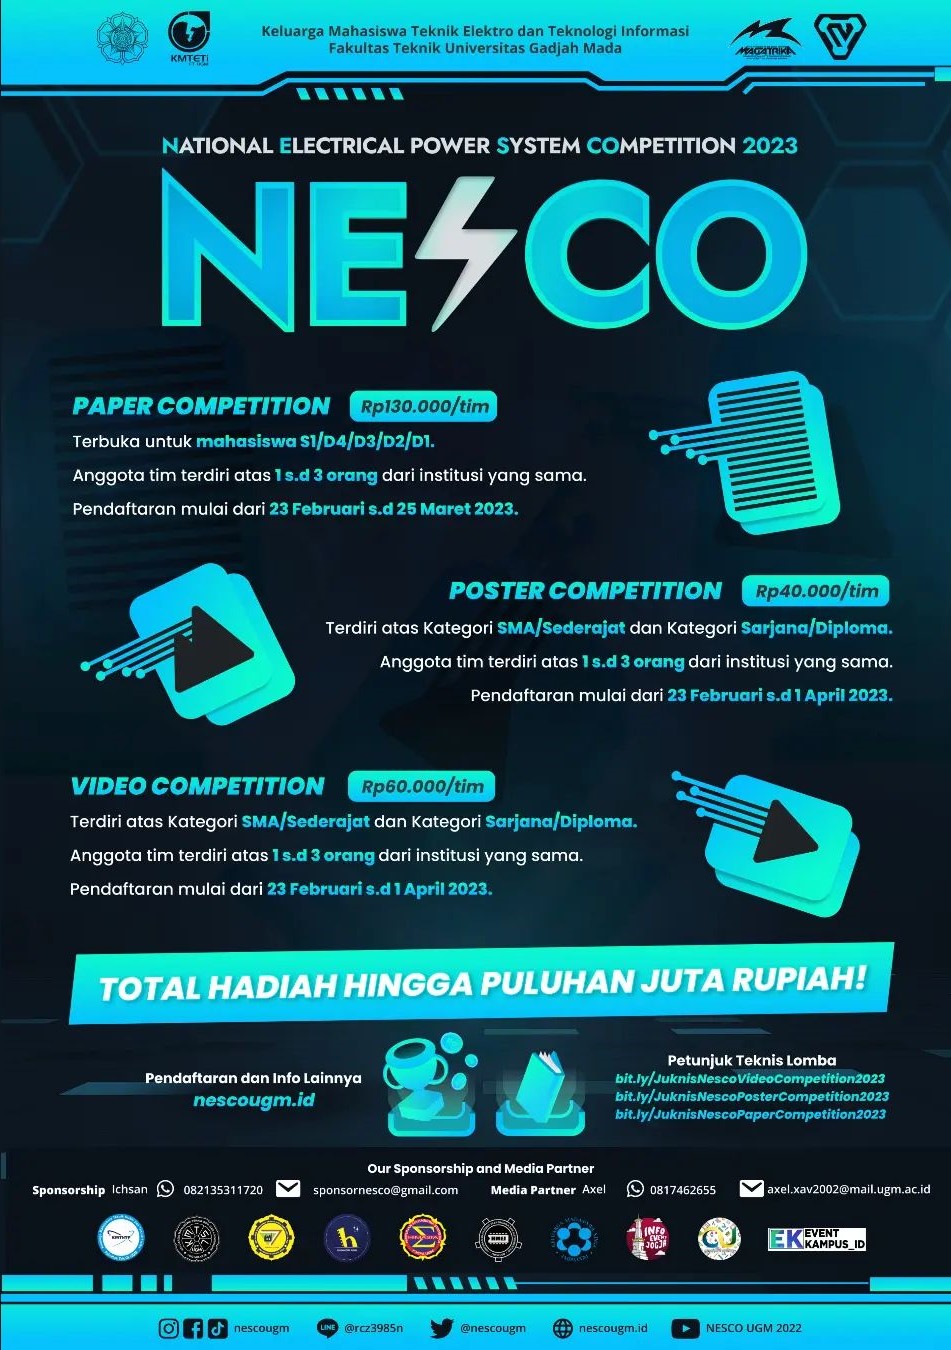 Keluarga Mahasiswa Teknik Elektro dan Teknologi Informasi
Fakultas Teknik Universitas Gadjah Mada
KMTETI
MAGATRIKA
NATIONAL ELECTRICAL POWER SYSTEM COMPETITION 2023
NESCO
PAPER COMPETITION Rp130.000/tim
Terbuka untuk mahasiswa S1/D4/D3/D2/D1.
Anggota tim terdiri atas 1 s.d 3 orang dari institusi yang sama.
Pendaftaran mulai dari 23 Februari s.d 25 Maret 2023.
POSTER COMPETITION Rp40.000/tim
Terdiri atas Kategori SMA/Sederajat dan Kategori Sarjana/Diploma.
Anggota tim terdiri atas 1 s.d 3 orang dari institusi yang sama.
Pendaftaran mulai dari 23 Februari s.d 1 April 2023.
VIDEO COMPETITION Rp60.000/tim
Terdiri atas Kategori SMA/Sederajat dan Kategori Sarjana/Diploma.
Anggota tim terdiri atas 1 s.d 3 orang dari institusi yang sama.
Pendaftaran mulai dari 23 Februari s.d 1 April 2023.
TOTAL HADIAH HINGGA PULUHAN JUTA RUPIAH!
Pendaftaran dan Info Lainnya
nescougm.id
Petunjuk Teknis Lomba
bit.ly/JuknisNescoVideoCompetition2023
bit.ly/JuknisNescoPosterCompetition2023
bit.ly/JuknisNescoPaperCompetition2023
Our Sponsorship and Media Partner
Sponsorship Ichsan 082135311720 sponsornesco@gmail.com Media Partner Axel 0817462655 axel.xav2002@mail.ugm.ac.id
INFO EVENT JOGJA
EK EVENT KAMPUS_ID
nescougm LINE @rcz3985n @nescougm nescougm.id NESCO UGM 2022